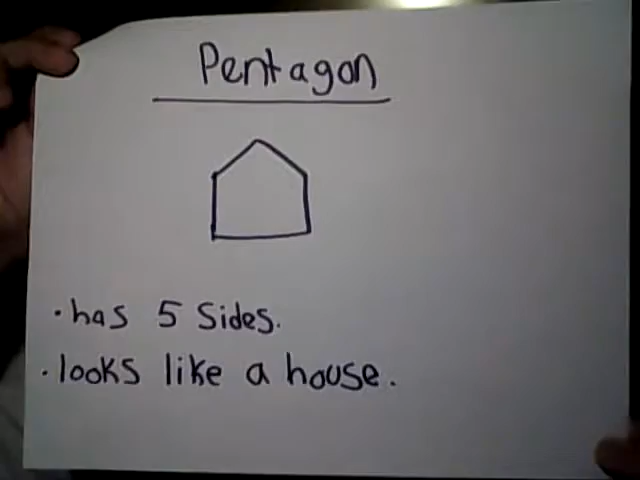 Pentagon
· has 5 Sides.
· looks like a house.